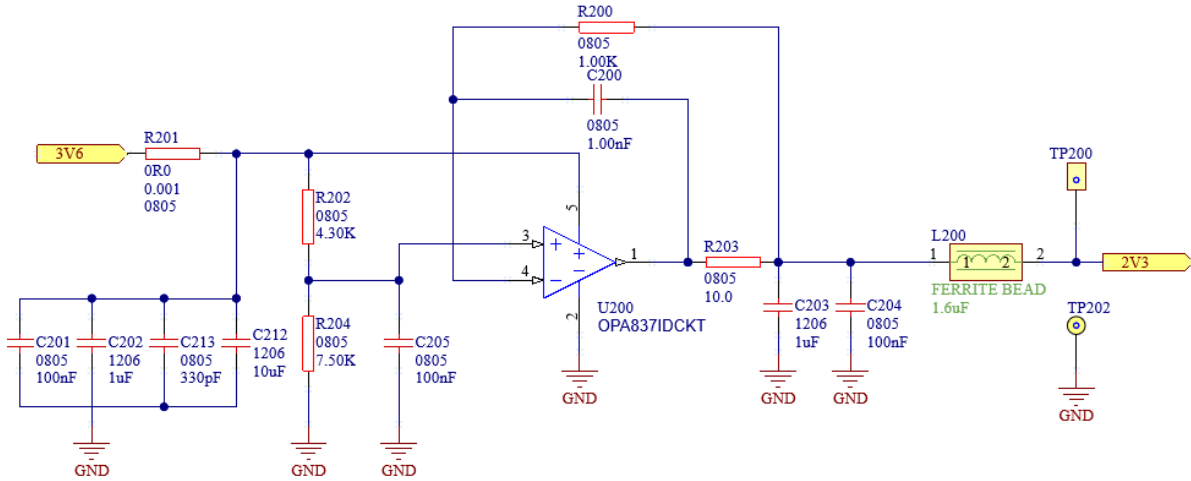 R200
0805
1.00K
C200
0805
1.00nF
3V6
R201
0R0
0.001
0805
R202
0805
4.30K
5
3
4
1
2
U200
OPA837IDCKT
R203
0805
10.0
TP200
L200
1
1
2
2
FERRITE BEAD
1.6uF
2V3
TP202
GND
C201
0805
100nF
C202
1206
1uF
C213
0805
330pF
C212
1206
10uF
R204
0805
7.50K
C205
0805
100nF
GND
C203
1206
1uF
C204
0805
100nF
GND
GND
GND
GND
GND